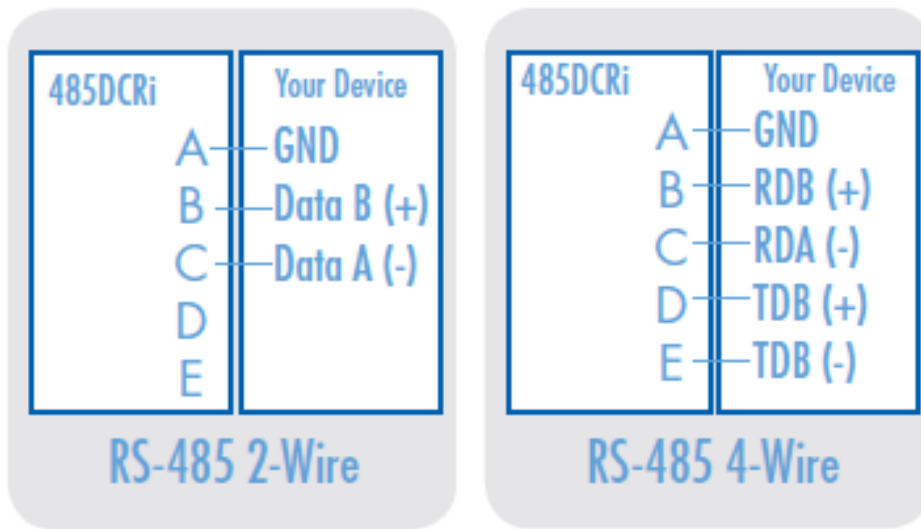 485DCRi
Your Device
A GND
B Data B (+)
C Data A (-)
D
E
RS-485 2-Wire
485DCRi
Your Device
A GND
B RDB (+)
C RDA (-)
D TDB (+)
E TDB (-)
RS-485 4-Wire